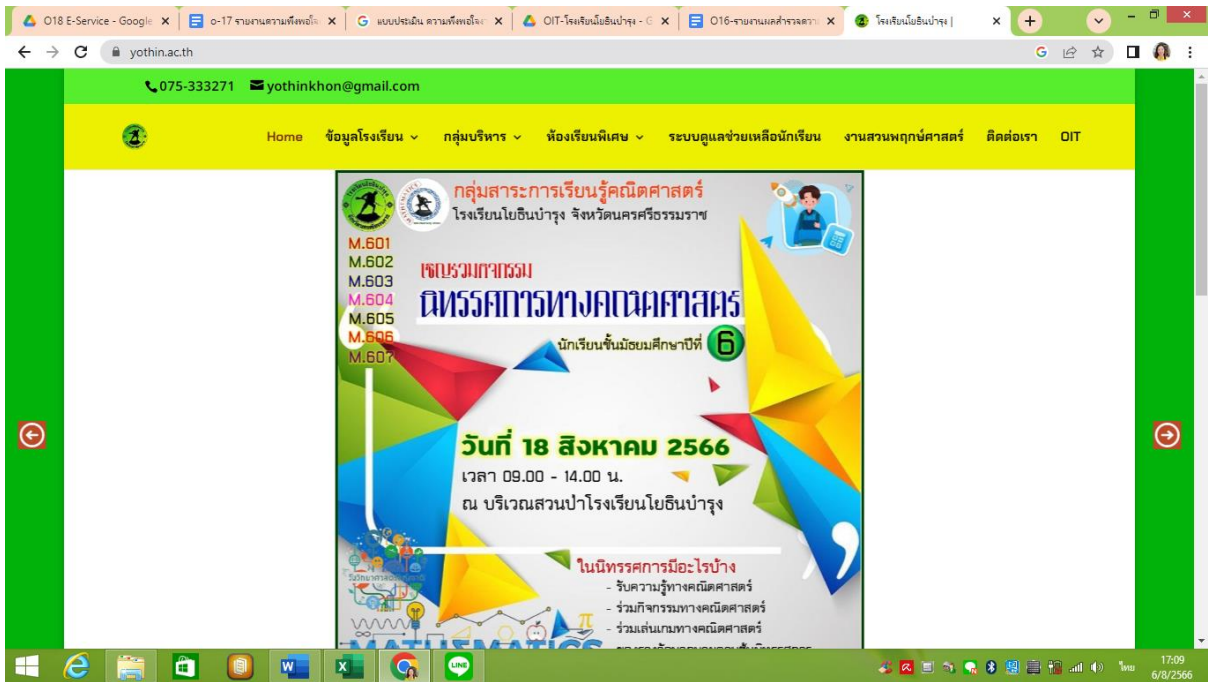 O18 E-Service - Google
o-17 รายงานความพึงพอใจ
แบบประเมิน ความพึงพอใจ
OIT-โรงเรียนโยธินบำรุง - G
O16-รายงานผลสำรวจความ
โรงเรียนโยธินบำรุง |
yothin.ac.th
075-333271 yothinkhon@gmail.com
Home ข้อมูลโรงเรียน กลุ่มบริหาร ห้องเรียนพิเศษ ระบบดูแลช่วยเหลือนักเรียน งานสวนพฤกษ์ศาสตร์ ติดต่อเรา OIT
กลุ่มสาระการเรียนรู้คณิตศาสตร์
โรงเรียนโยธินบำรุง จังหวัดนครศรีธรรมราช
M.601
M.602
M.603
M.604
M.605
M.606
M.607
เชิญร่วมกิจกรรม
นิทรรศการทางคณิตศาสตร์
นักเรียนชั้นมัธยมศึกษาปีที่ 6
วันที่ 18 สิงหาคม 2566
เวลา 09.00 - 14.00 น.
ณ บริเวณสวนป่าโรงเรียนโยธินบำรุง
ในนิทรรศการมีอะไรบ้าง
- รับความรู้ทางคณิตศาสตร์
- ร่วมกิจกรรมทางคณิตศาสตร์
- ร่วมเล่นเกมทางคณิตศาสตร์
MATHEMATICS
ไทย
17:09
6/8/2566